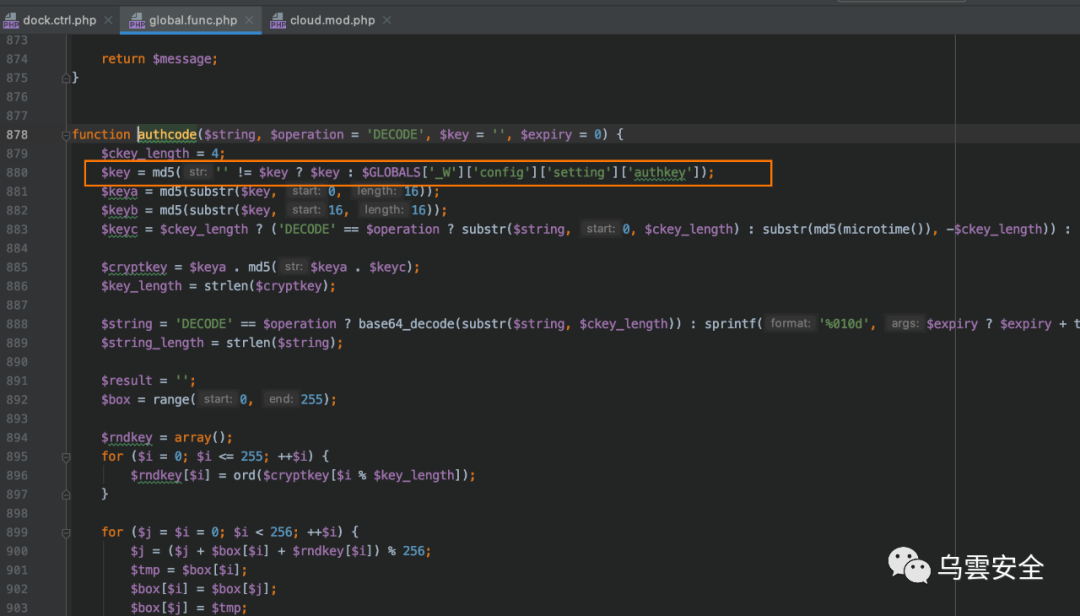 dock.ctrl.php × global.func.php × cloud.mod.php ×
873
874 return $message;
875 }
876
877
878 function authcode($string, $operation = 'DECODE', $key = '', $expiry = 0) {
879 $ckey_length = 4;
880 $key = md5( str: '' != $key ? $key : $GLOBALS['_W']['config']['setting']['authkey']);
881 $keya = md5(substr($key, start: 0, length: 16));
882 $keyb = md5(substr($key, start: 16, length: 16));
883 $keyc = $ckey_length ? ('DECODE' == $operation ? substr($string, start: 0, $ckey_length) : substr(md5(microtime()), -$ckey_length)) :
884
885 $cryptkey = $keya . md5( str: $keya . $keyc);
886 $key_length = strlen($cryptkey);
887
888 $string = 'DECODE' == $operation ? base64_decode(substr($string, $ckey_length)) : sprintf( format: '%010d', args: $expiry ? $expiry + t
889 $string_length = strlen($string);
890
891 $result = '';
892 $box = range( start: 0, end: 255);
893
894 $rndkey = array();
895 for ($i = 0; $i <= 255; ++$i) {
896 $rndkey[$i] = ord($cryptkey[$i % $key_length]);
897 }
898
899 for ($j = $i = 0; $i < 256; ++$i) {
900 $j = ($j + $box[$i] + $rndkey[$i]) % 256;
901 $tmp = $box[$i];
902 $box[$i] = $box[$j];
903 $box[$j] = $tmp;
乌雲安全